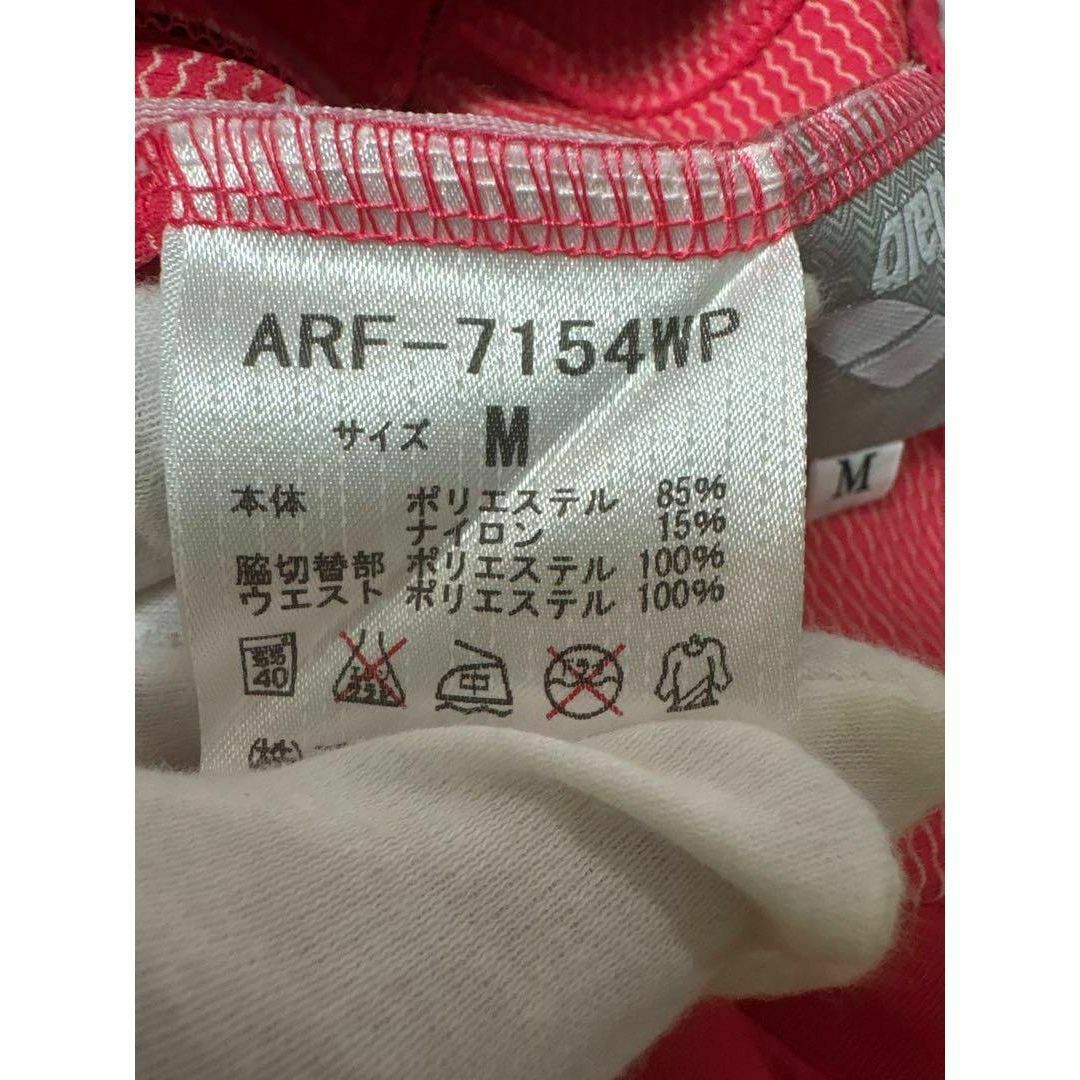 ARF-7154WP
サイズ M
本体 ポリエステル 85%
ナイロン 15%
脇切替部 ポリエステル 100%
ウエスト ポリエステル 100%
40
M